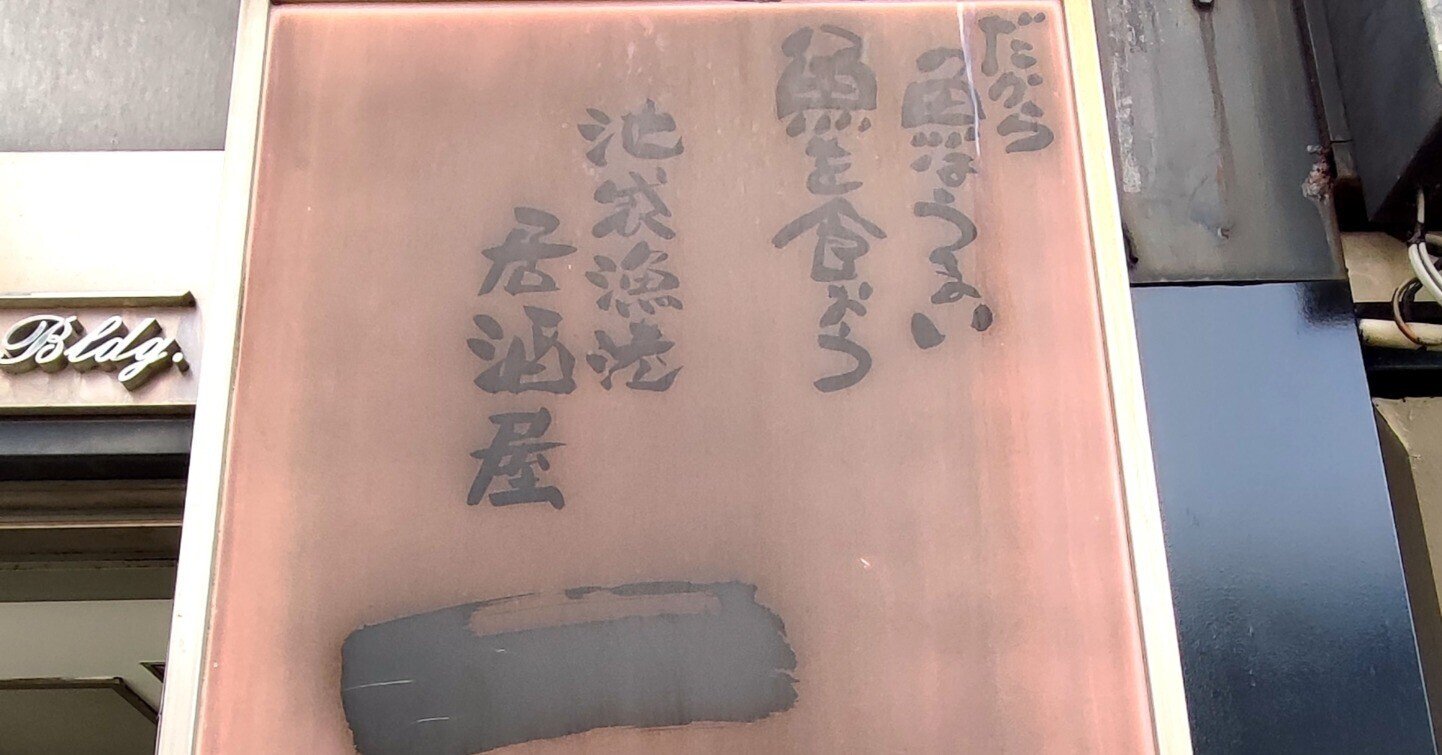 だから
魚はうまい
魚を食おう
池袋漁港
居酒屋
Bldg.